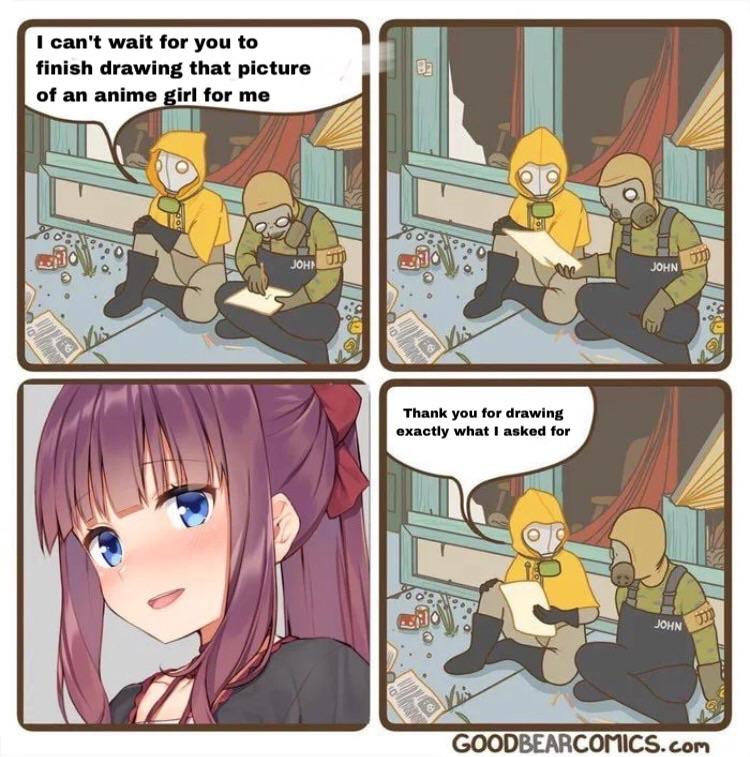 I can't wait for you to
finish drawing that picture
of an anime girl for me
JOHN
JOHN
Thank you for drawing
exactly what I asked for
JOHN
GOODBEARCOMICS.com